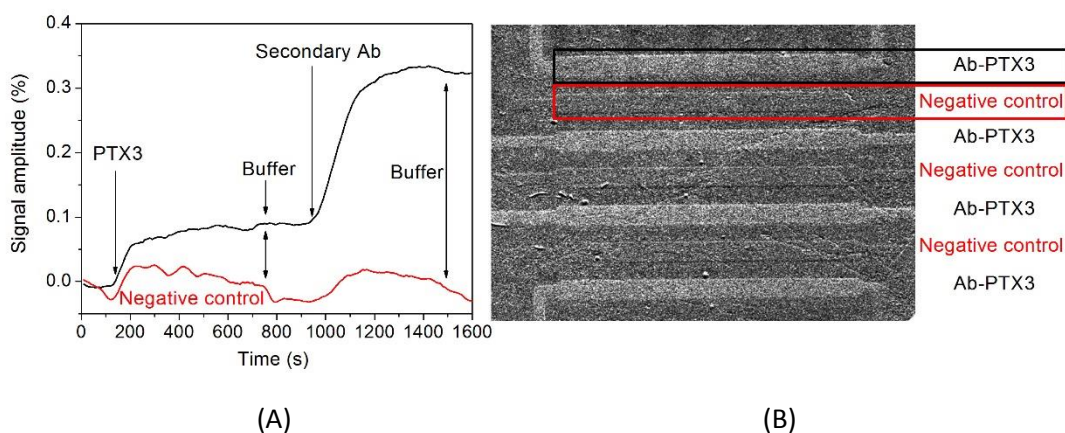 0.4
0.3
0.2
0.1
0.0
Signal amplitude (%)
PTX3
Buffer
Secondary Ab
Buffer
Negative control
0 200 400 600 800 1000 1200 1400 1600
Time (s)
(A)
Ab-PTX3
Negative control
Ab-PTX3
Negative control
Ab-PTX3
Negative control
Ab-PTX3
(B)